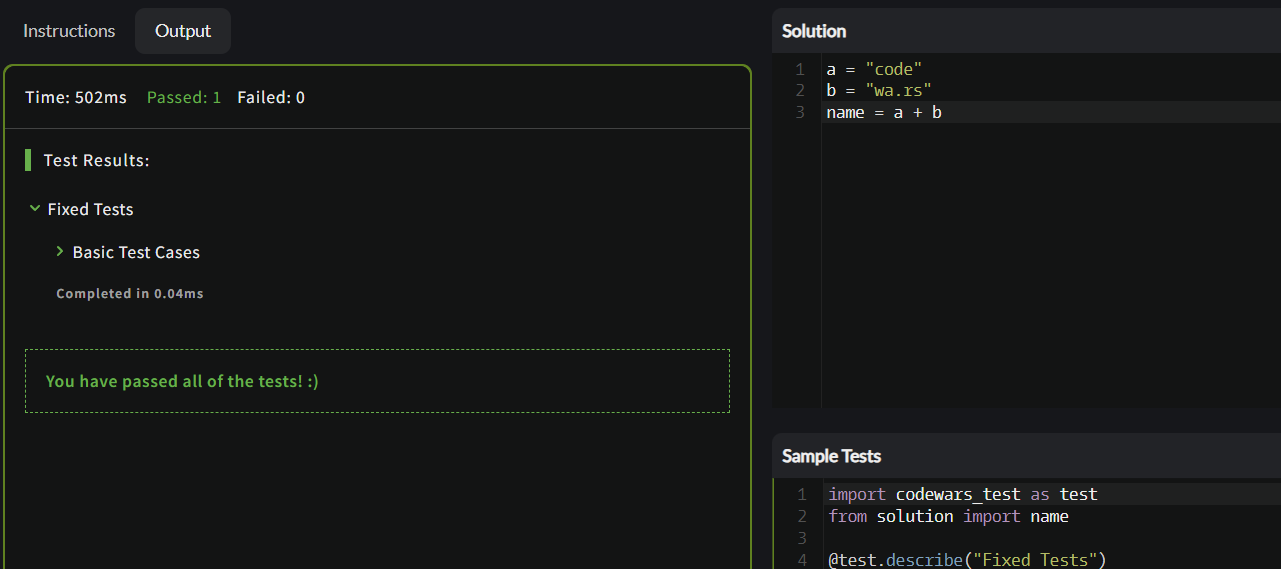 Instructions
Output
Time: 502ms Passed: 1 Failed: 0
Test Results:
Fixed Tests
Basic Test Cases
Completed in 0.04ms
You have passed all of the tests! :)
Solution
1 a = "code"
2 b = "wa.rs"
3 name = a + b
Sample Tests
1 import codewars_test as test
2 from solution import name
3
4 @test.describe("Fixed Tests")